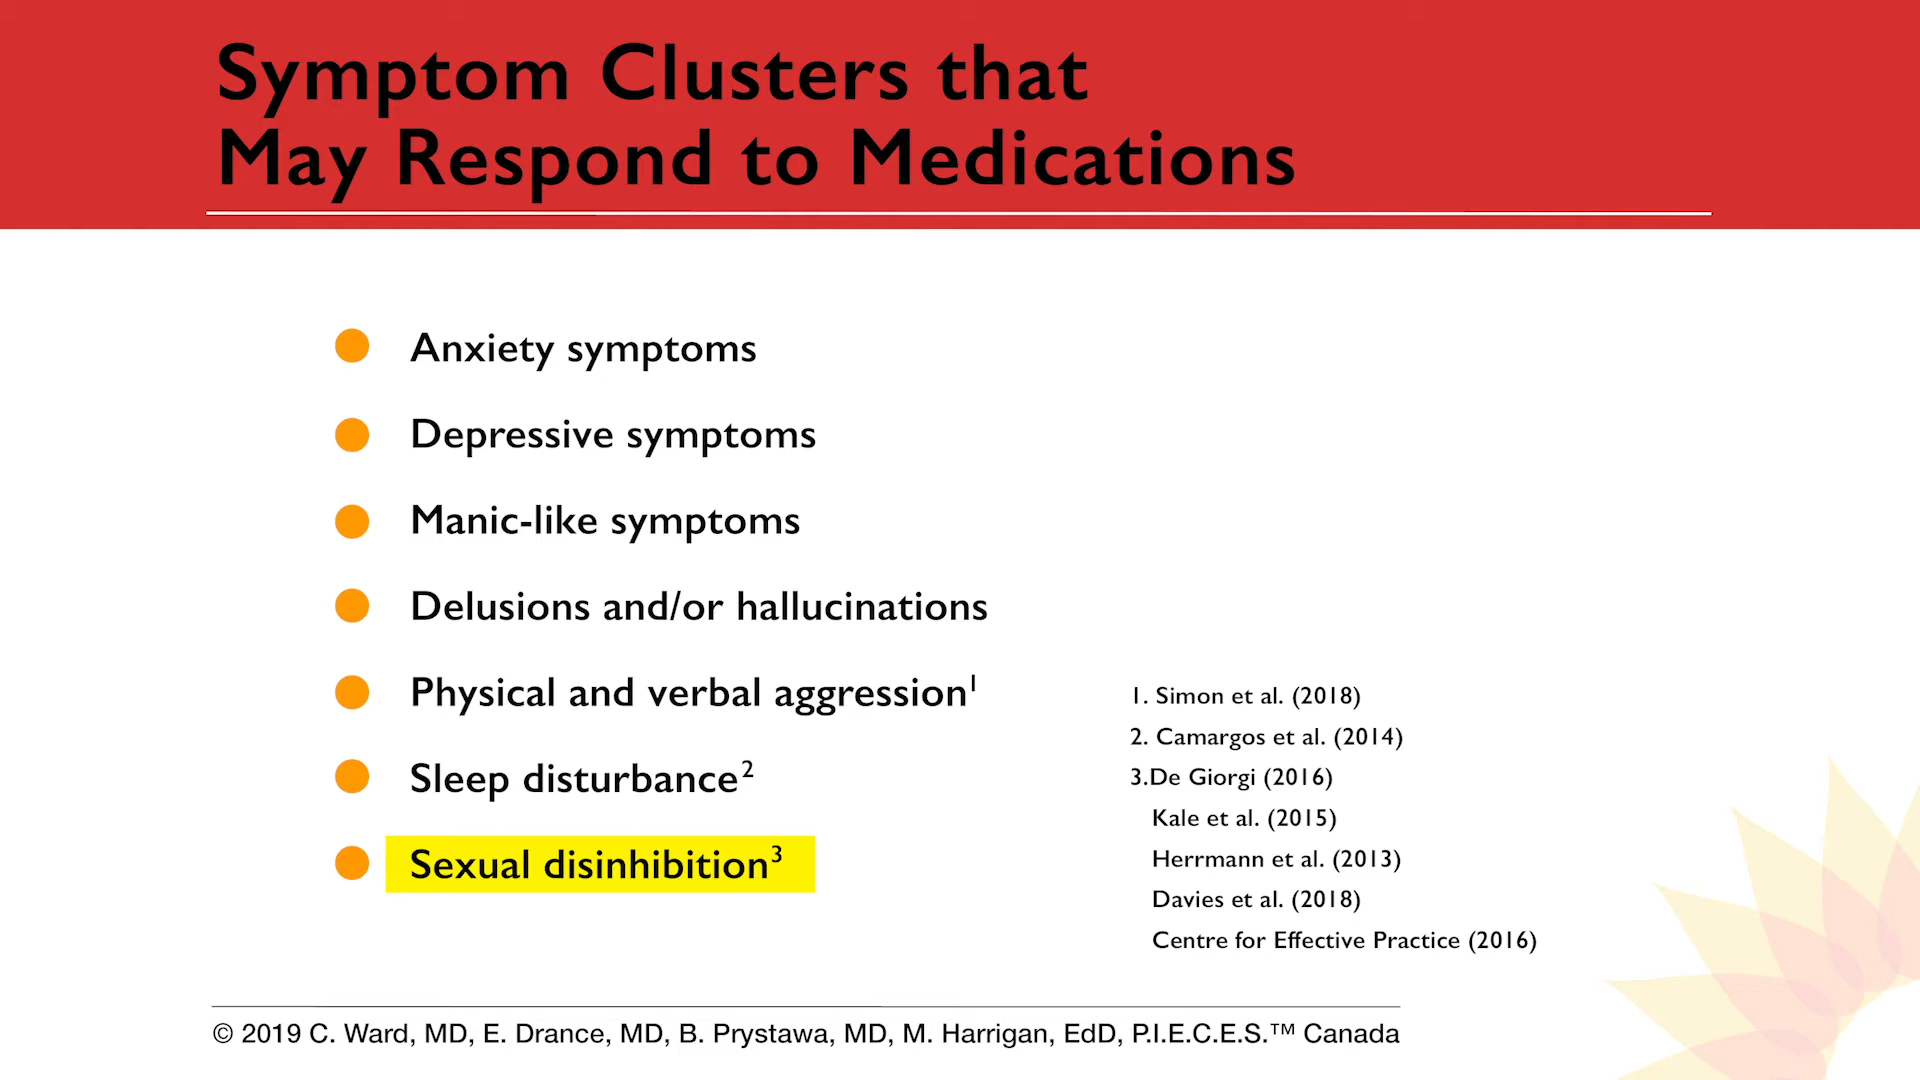 Symptom Clusters that
May Respond to Medications
Anxiety symptoms
Depressive symptoms
Manic-like symptoms
Delusions and/or hallucinations
Physical and verbal aggression¹
Sleep disturbance²
Sexual disinhibition³
1. Simon et al. (2018)
2. Camargos et al. (2014)
3.De Giorgi (2016)
Kale et al. (2015)
Herrmann et al. (2013)
Davies et al. (2018)
Centre for Effective Practice (2016)
© 2019 C. Ward, MD, E. Drance, MD, B. Prystawa, MD, M. Harrigan, EdD, P.I.E.C.E.S.™ Canada